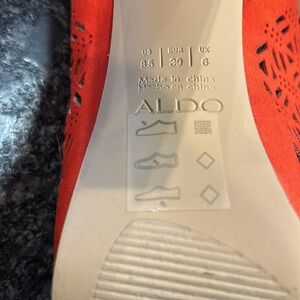 US EUR UK
8.5 39 6
Made in china
Hecho en china
ALDO